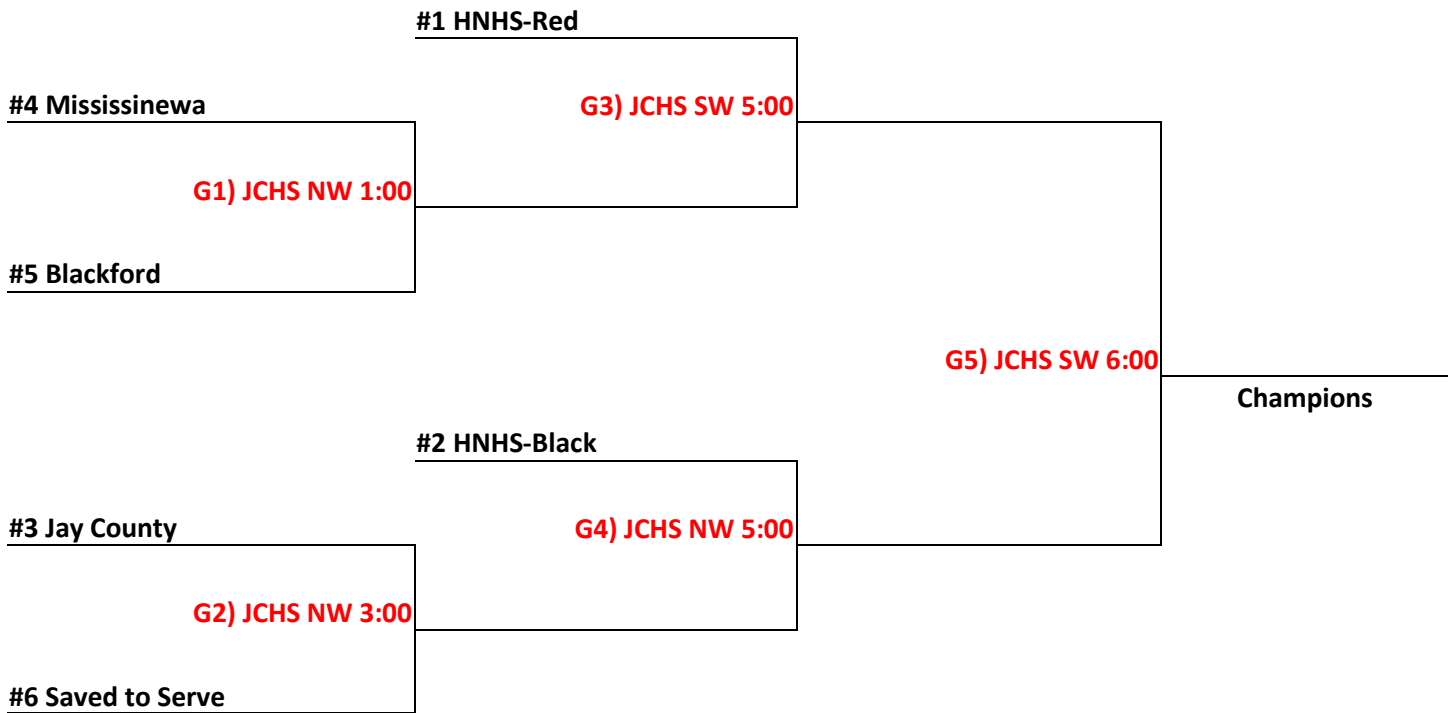 #1 HNHS-Red
#4 Mississinewa
G3) JCHS SW 5:00
G1) JCHS NW 1:00
#5 Blackford
G5) JCHS SW 6:00
Champions
#2 HNHS-Black
#3 Jay County
G4) JCHS NW 5:00
G2) JCHS NW 3:00
#6 Saved to Serve